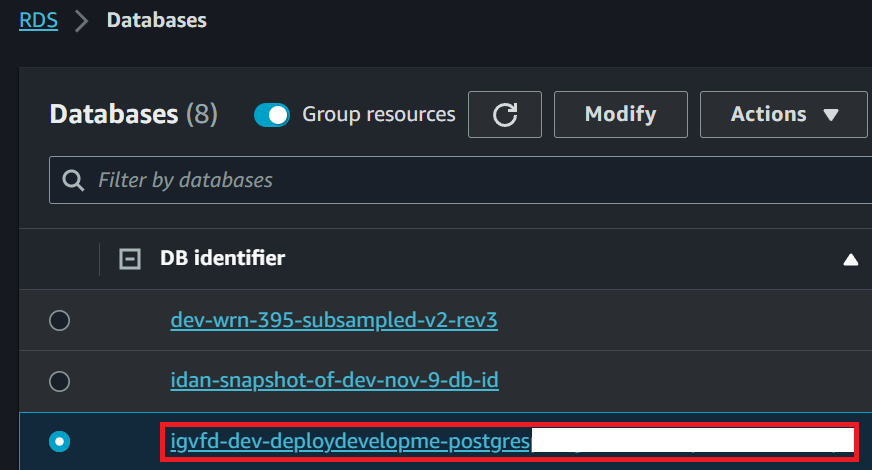 RDS > Databases
Databases (8) Group resources Modify Actions
Filter by databases
DB identifier
dev-wrn-395-subsampled-v2-rev3
idan-snapshot-of-dev-nov-9-db-id
igvfd-dev-deploydevelopme-postgres